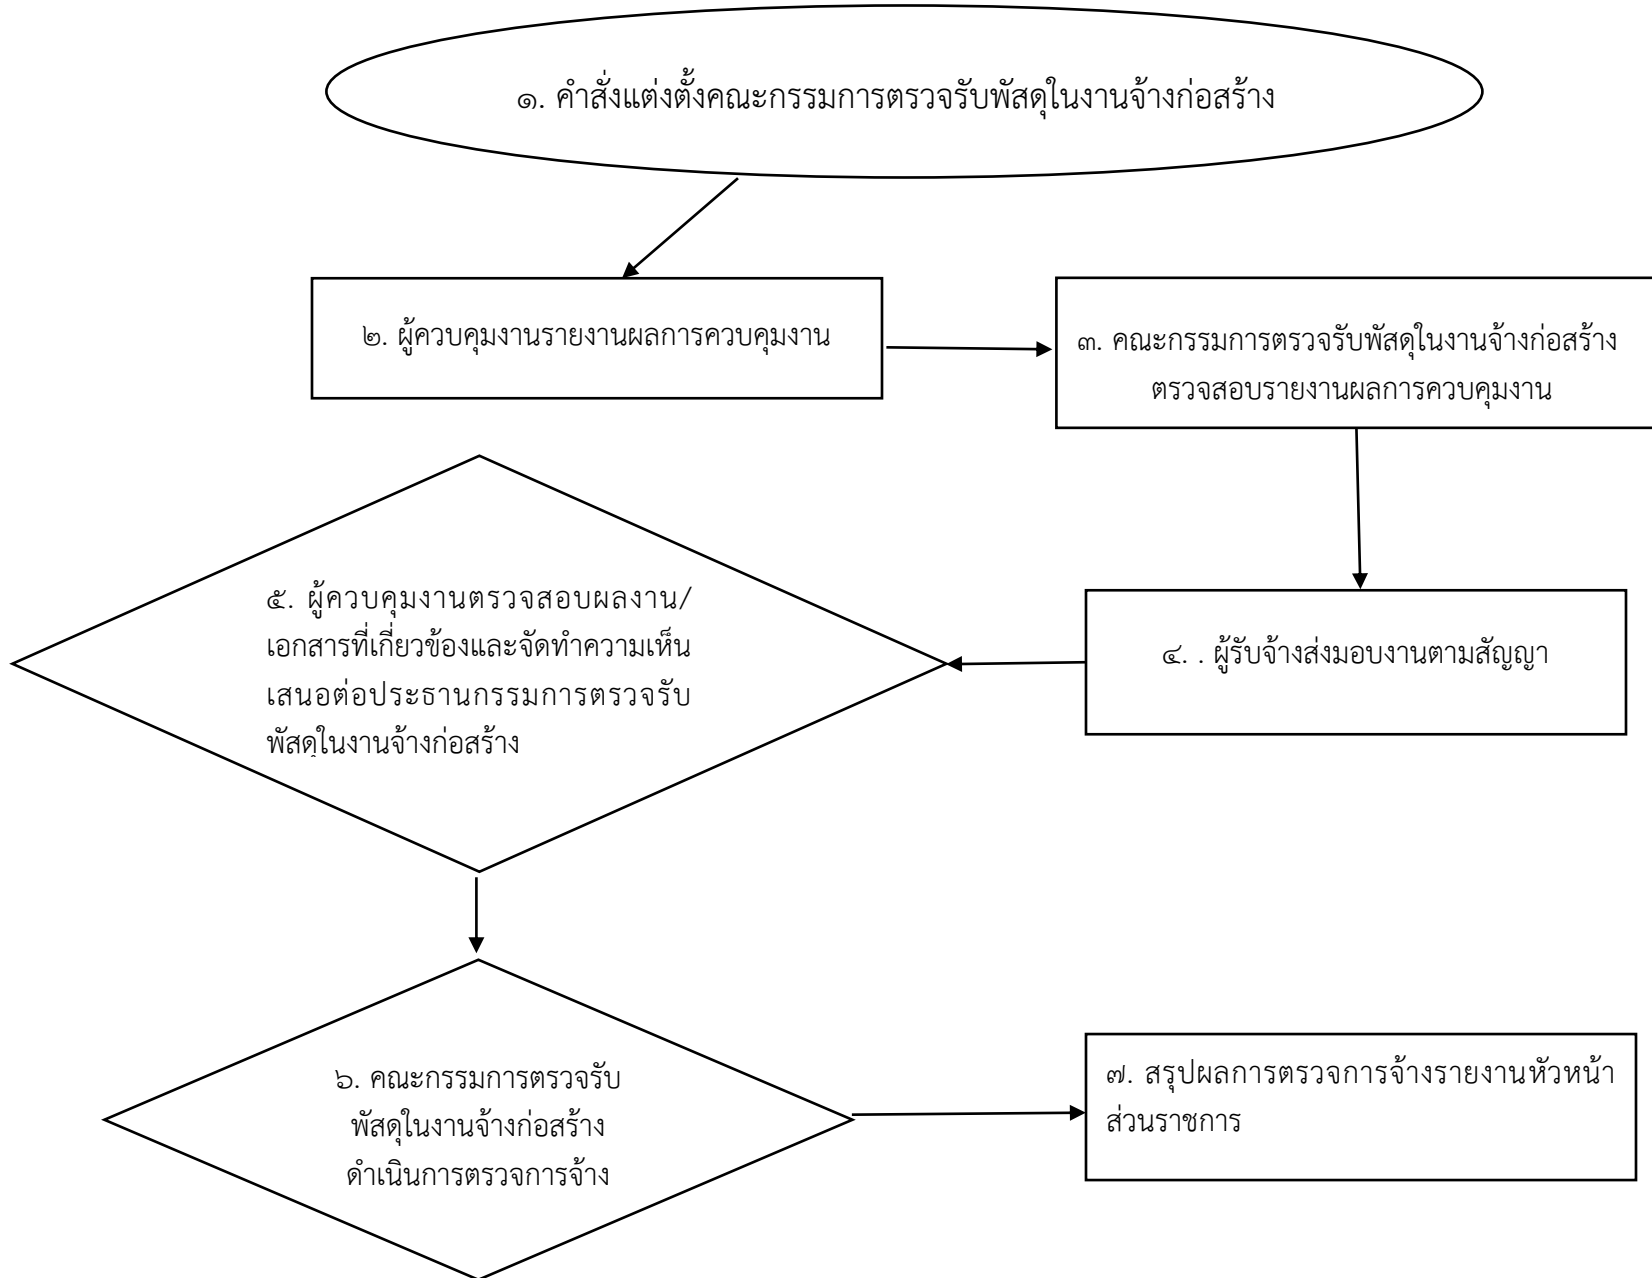 ๑. คำสั่งแต่งตั้งคณะกรรมการตรวจรับพัสดุในงานจ้างก่อสร้าง
๒. ผู้ควบคุมงานรายงานผลการควบคุมงาน
๓. คณะกรรมการตรวจรับพัสดุในงานจ้างก่อสร้าง
ตรวจสอบรายงานผลการควบคุมงาน
๔. . ผู้รับจ้างส่งมอบงานตามสัญญา
๕. ผู้ควบคุมงานตรวจสอบผลงาน/
เอกสารที่เกี่ยวข้องและจัดทำความเห็น
เสนอต่อประธานกรรมการตรวจรับ
พัสดุในงานจ้างก่อสร้าง
๖. คณะกรรมการตรวจรับ
พัสดุในงานจ้างก่อสร้าง
ดำเนินการตรวจการจ้าง
๗. สรุปผลการตรวจการจ้างรายงานหัวหน้า
ส่วนราชการ